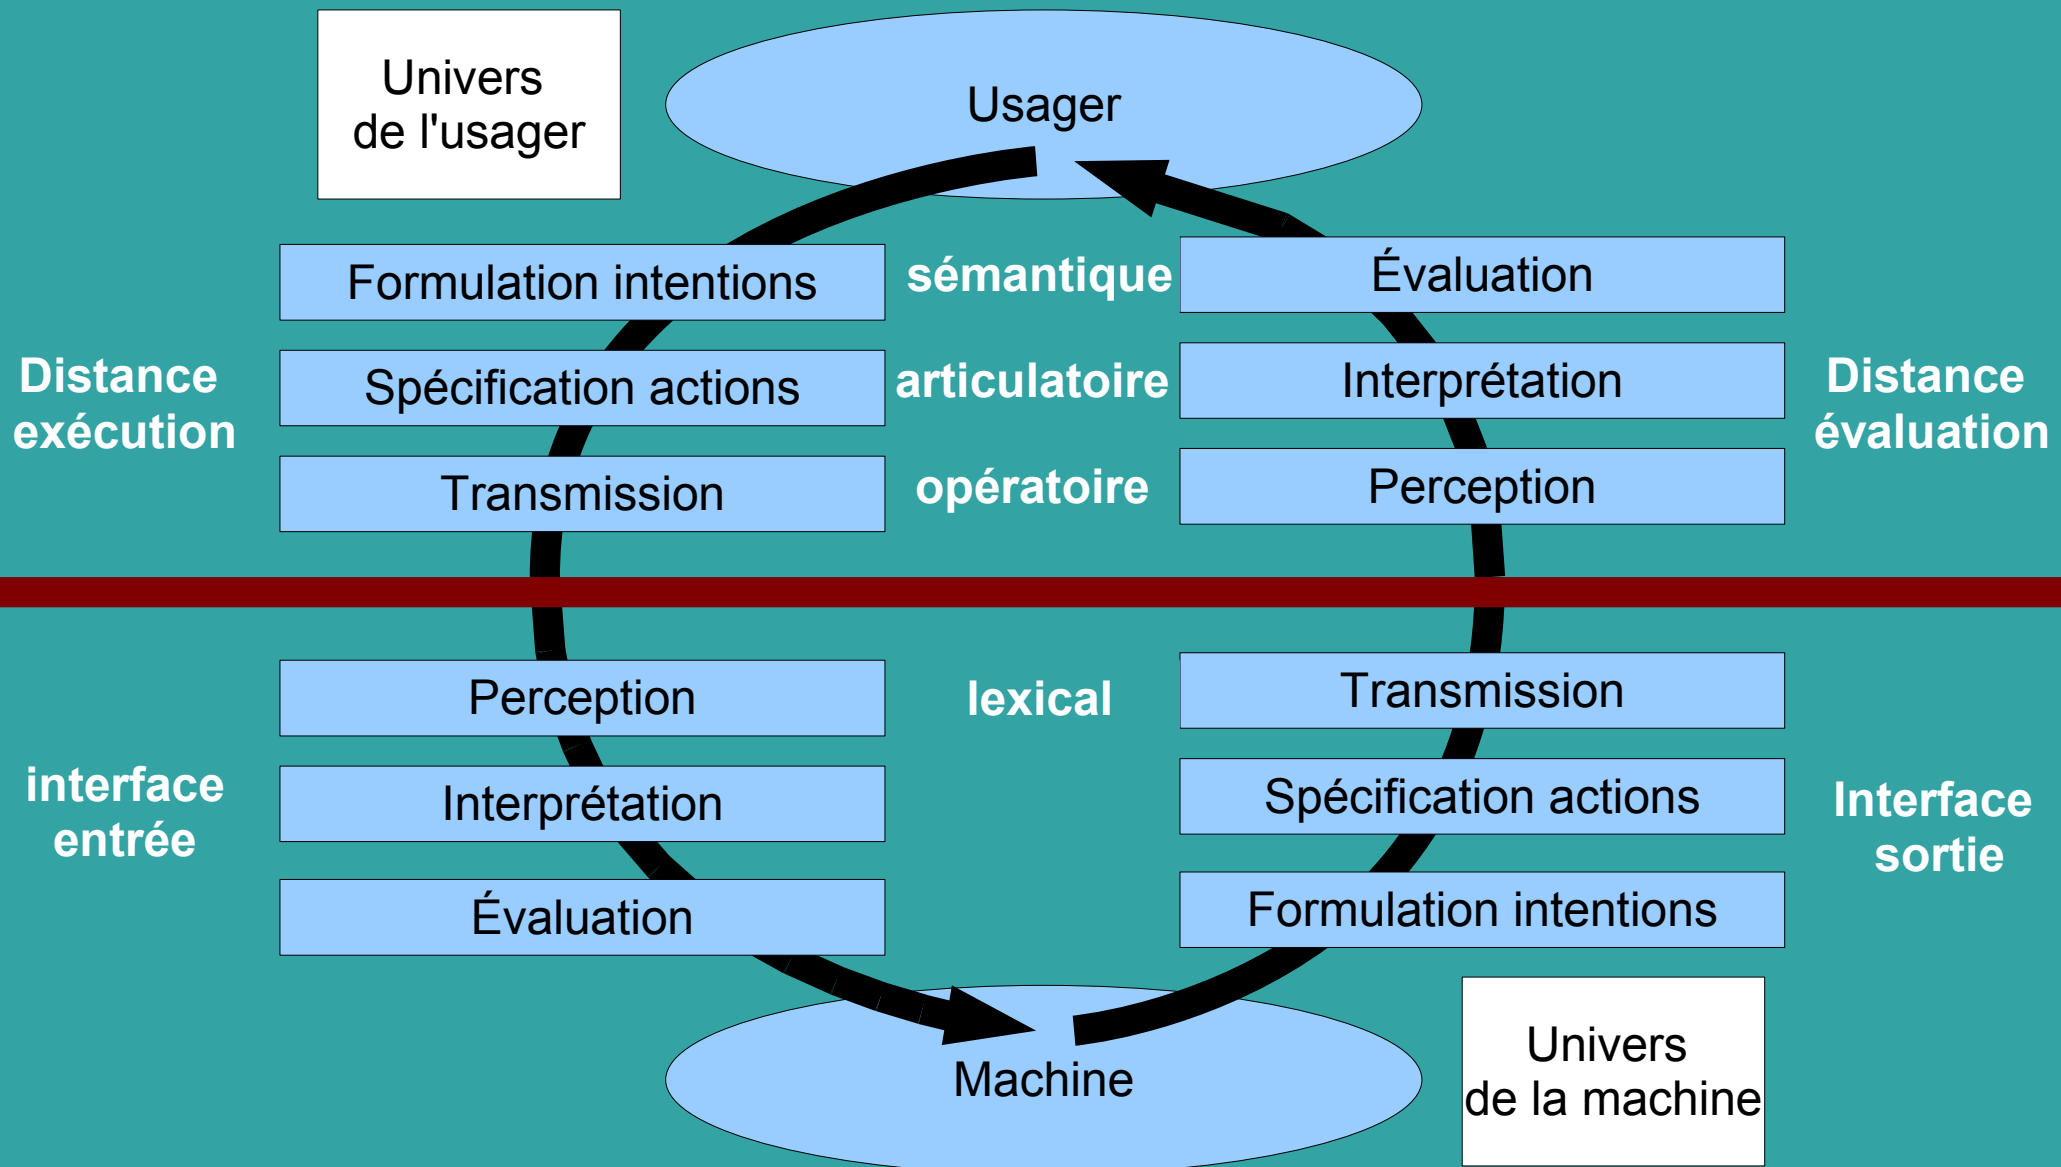 Univers
de l'usager
Usager
Formulation intentions
sémantique
Évaluation
Distance
exécution
Spécification actions
articulatoire
Interprétation
Distance
évaluation
Transmission
opératoire
Perception
Perception
lexical
Transmission
interface
entrée
Interprétation
Spécification actions
Interface
sortie
Évaluation
Formulation intentions
Machine
Univers
de la machine